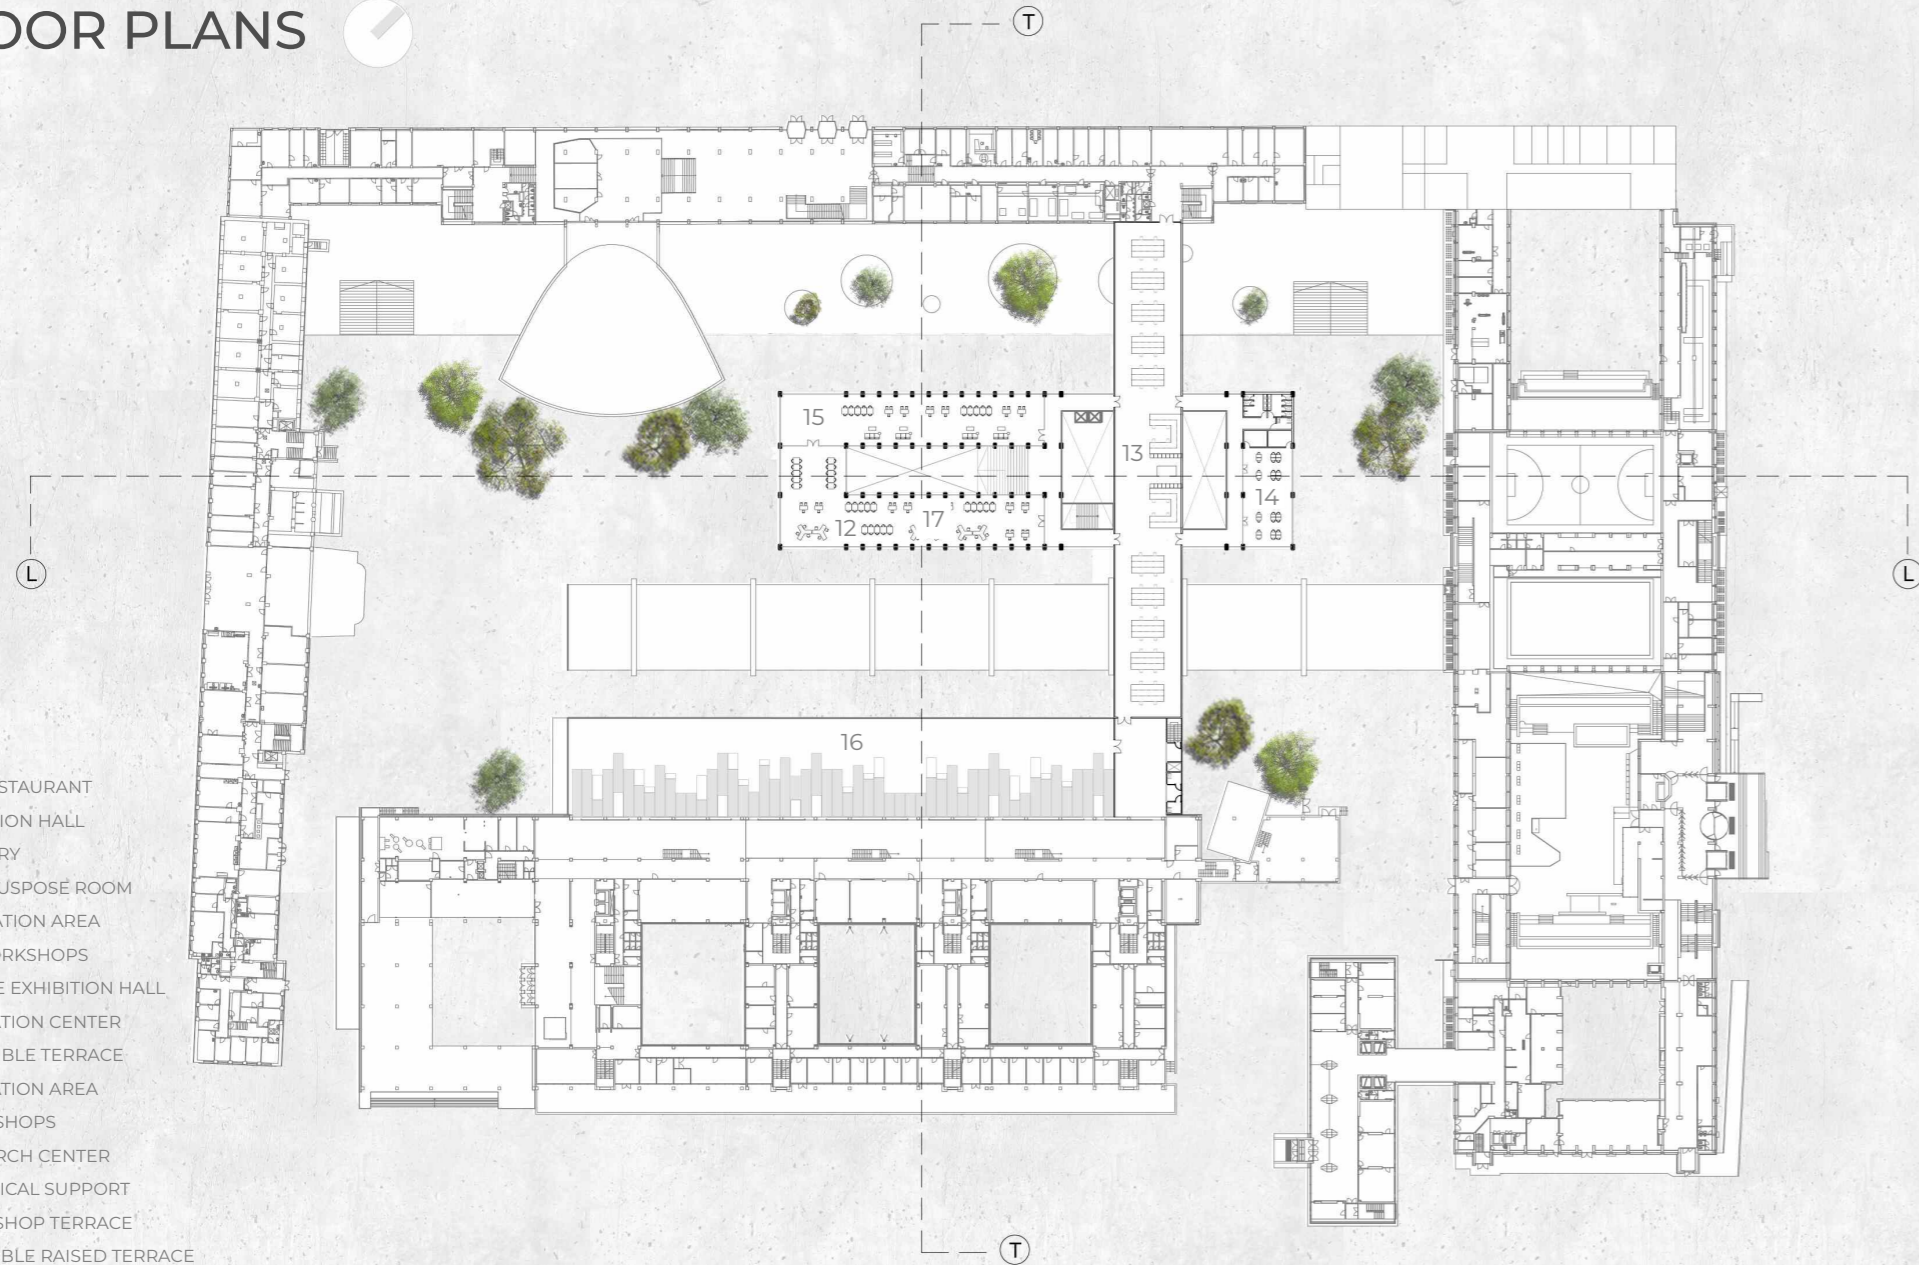 OOR PLANS
T
15
13
14
12
17
L
L
16
STAURANT
ION HALL
RY
USPOSE ROOM
ATION AREA
ORKSHOPS
E EXHIBITION HALL
ATION CENTER
BLE TERRACE
ATION AREA
SHOPS
RCH CENTER
ICAL SUPPORT
SHOP TERRACE
BLE RAISED TERRACE
T